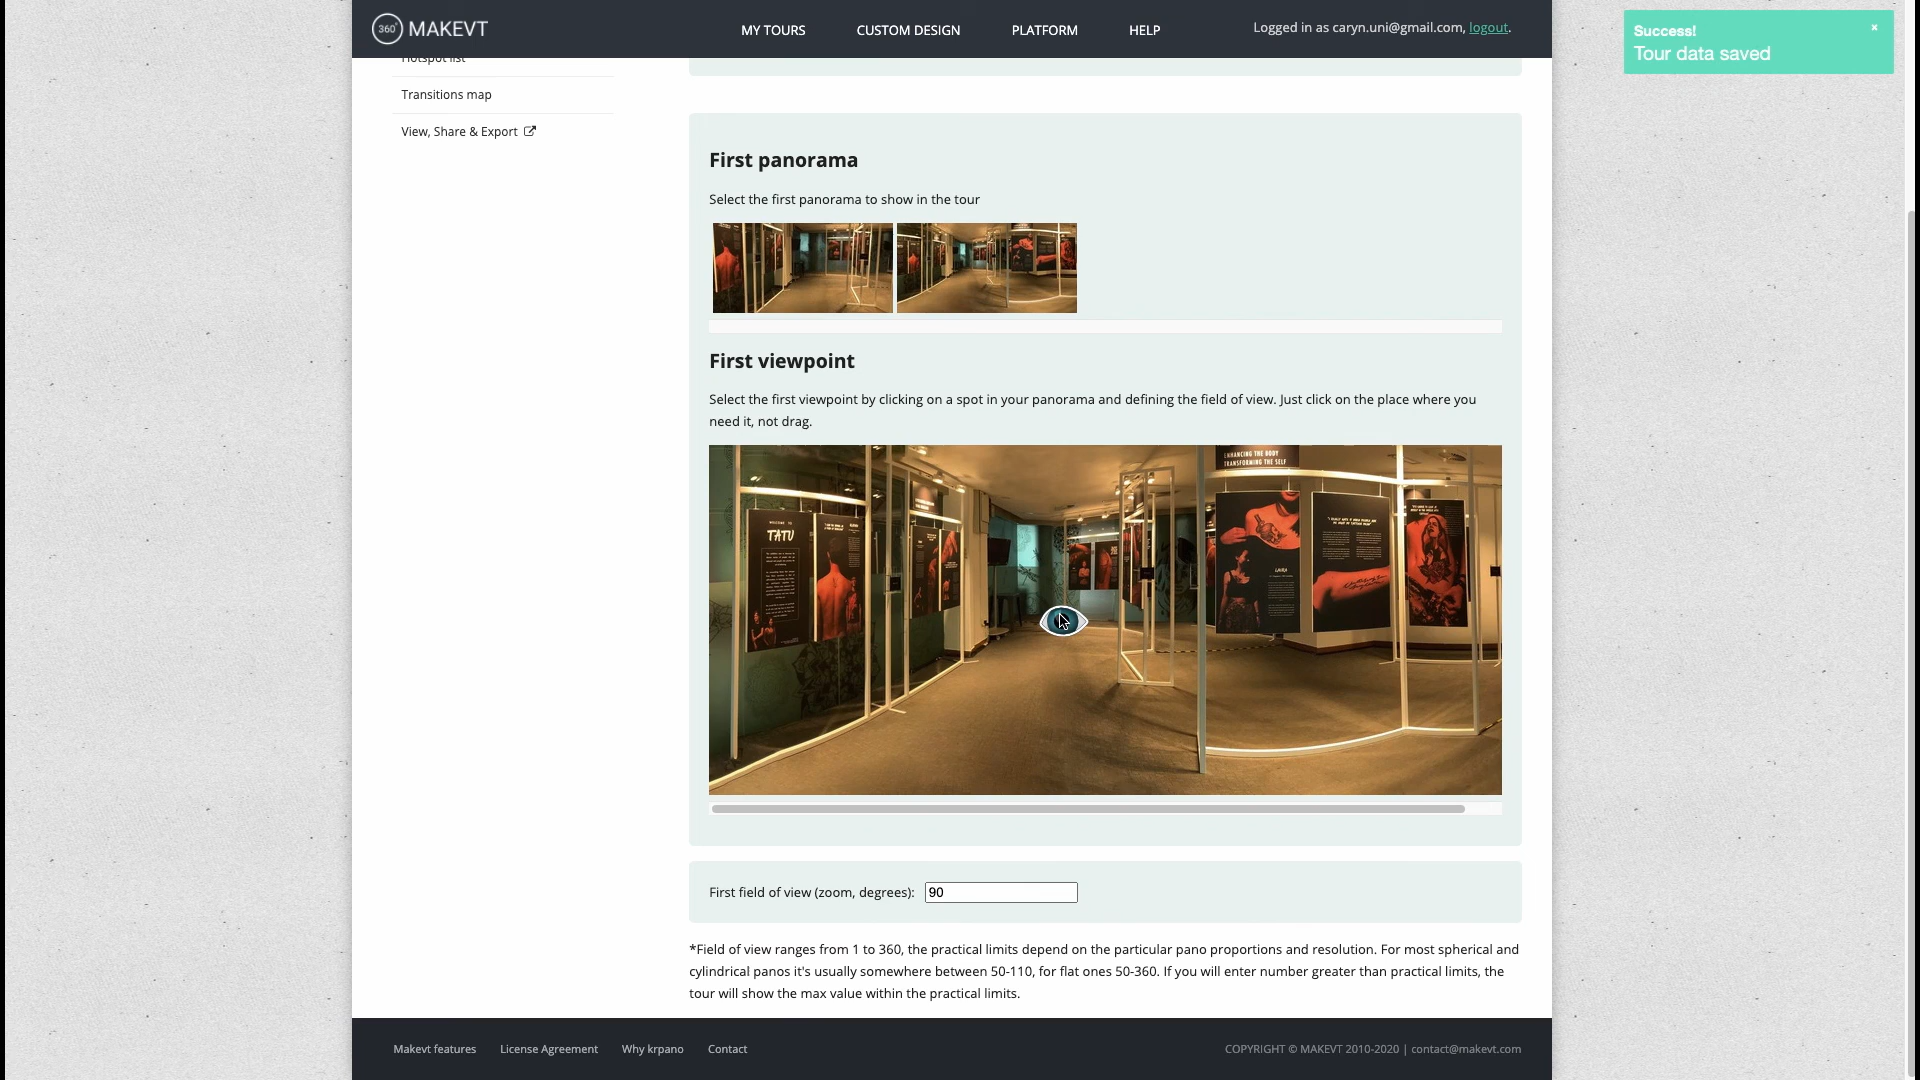 360° MAKEVT
MY TOURS
CUSTOM DESIGN
PLATFORM
HELP
Logged in as caryn.uni@gmail.com, logout.
Success!
×
Tour data saved
Hotspot list
Transitions map
View, Share & Export
First panorama
Select the first panorama to show in the tour
First viewpoint
Select the first viewpoint by clicking on a spot in your panorama and defining the field of view. Just click on the place where you
need it, not drag.
ENHANCING THE BODY
TRANSFORMING THE SELF
WELCOME TO
TATU
LAURA
First field of view (zoom, degrees):
90
*Field of view ranges from 1 to 360, the practical limits depend on the particular pano proportions and resolution. For most spherical and
cylindrical panos it's usually somewhere between 50-110, for flat ones 50-360. If you will enter number greater than practical limits, the
tour will show the max value within the practical limits.
Makevt features
License Agreement
Why krpano
Contact
COPYRIGHT © MAKEVT 2010-2020 | contact@makevt.com